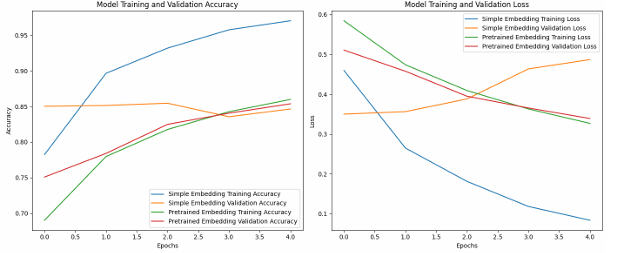 Model Training and Validation Accuracy
Accuracy
0.95
0.90
0.85
0.80
0.75
0.70
Simple Embedding Training Accuracy
Simple Embedding Validation Accuracy
Pretrained Embedding Training Accuracy
Pretrained Embedding Validation Accuracy
0.0 0.5 1.0 1.5 2.0 2.5 3.0 3.5 4.0
Epochs
Model Training and Validation Loss
Loss
0.6
0.5
0.4
0.3
0.2
0.1
Simple Embedding Training Loss
Simple Embedding Validation Loss
Pretrained Embedding Training Loss
Pretrained Embedding Validation Loss
0.0 0.5 1.0 1.5 2.0 2.5 3.0 3.5 4.0
Epochs